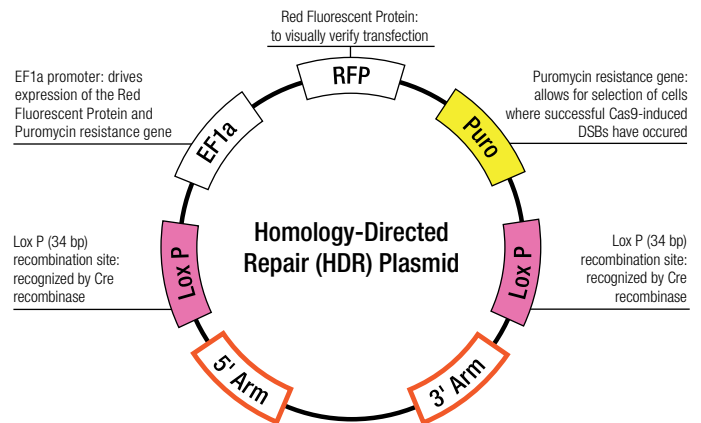 Red Fluorescent Protein:
to visually verify transfection
RFP
EF1a promoter: drives
expression of the Red
Fluorescent Protein and
Puromycin resistance gene
Puromycin resistance gene:
allows for selection of cells
where successful Cas9-induced
DSBs have occured
EF1a
Puro
Homology-Directed
Repair (HDR) Plasmid
Lox P (34 bp)
recombination site:
recognized by Cre
recombinase
Lox P
Lox P
Lox P (34 bp)
recombination site:
recognized by Cre
recombinase
5' Arm
3' Arm